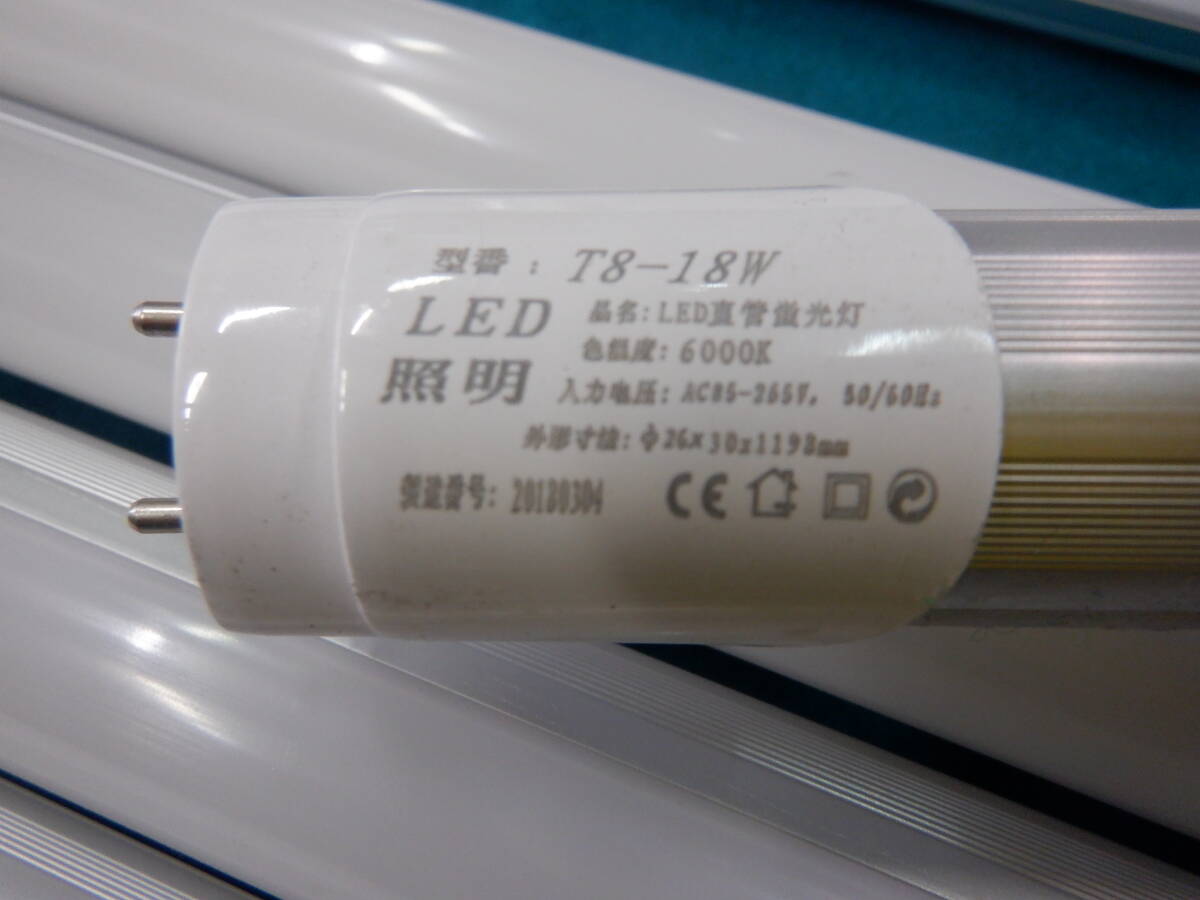 型番：T8-18W
LED
照明
品名：LED直管蛍光灯
色温度：6000K
入力电压：AC85-265V，50/60Hz
外形寸法：ф26×30x1198mm
製造番号：20180304
CE